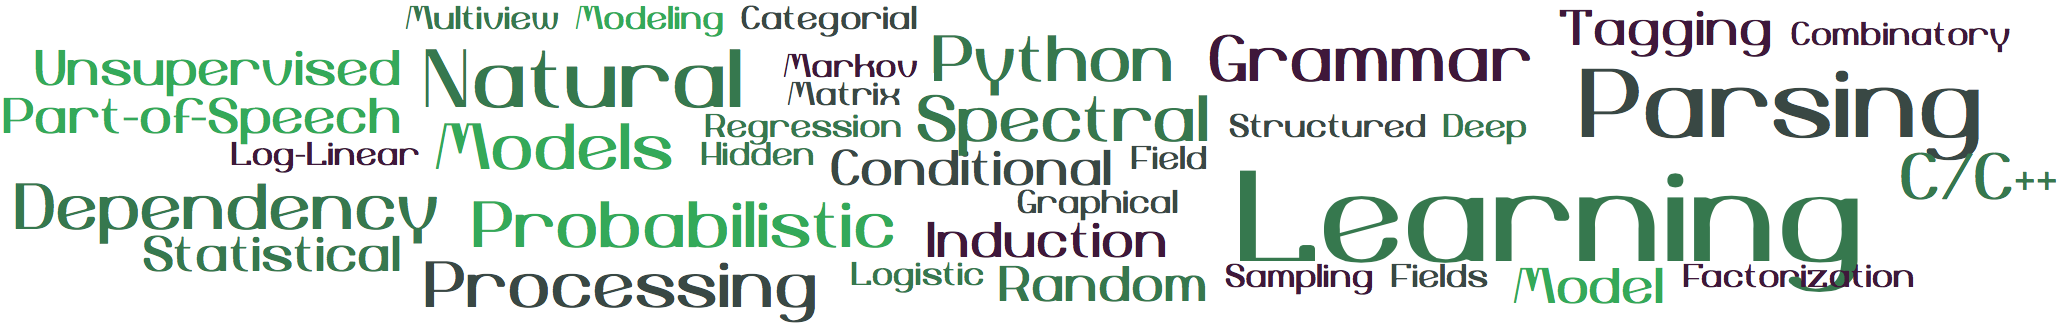 Multiview Modeling Categorial
Tagging Combinatory
Unsupervised Natural Markov Python Grammar
Matrix Parsing
Part-of-Speech Regression Spectral Structured Deep
Log-Linear Models Hidden Conditional Field
C/C++
Dependency Probabilistic Graphical Learning
Statistical Induction
Processing Logistic Random Sampling Fields Model Factorization